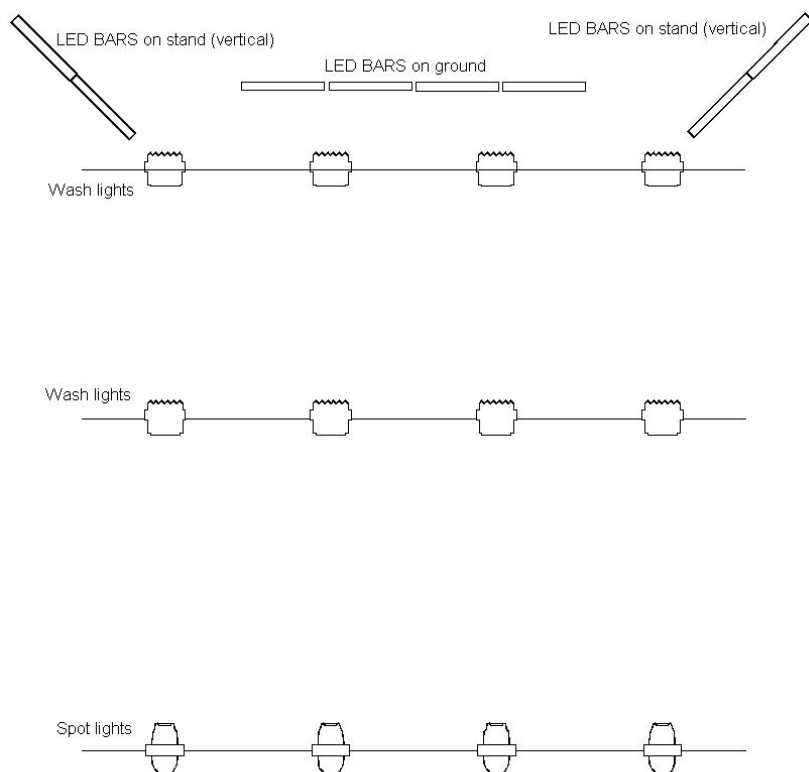 LED BARS on stand (vertical)
LED BARS on stand (vertical)
LED BARS on ground
Wash lights
Wash lights
Spot lights